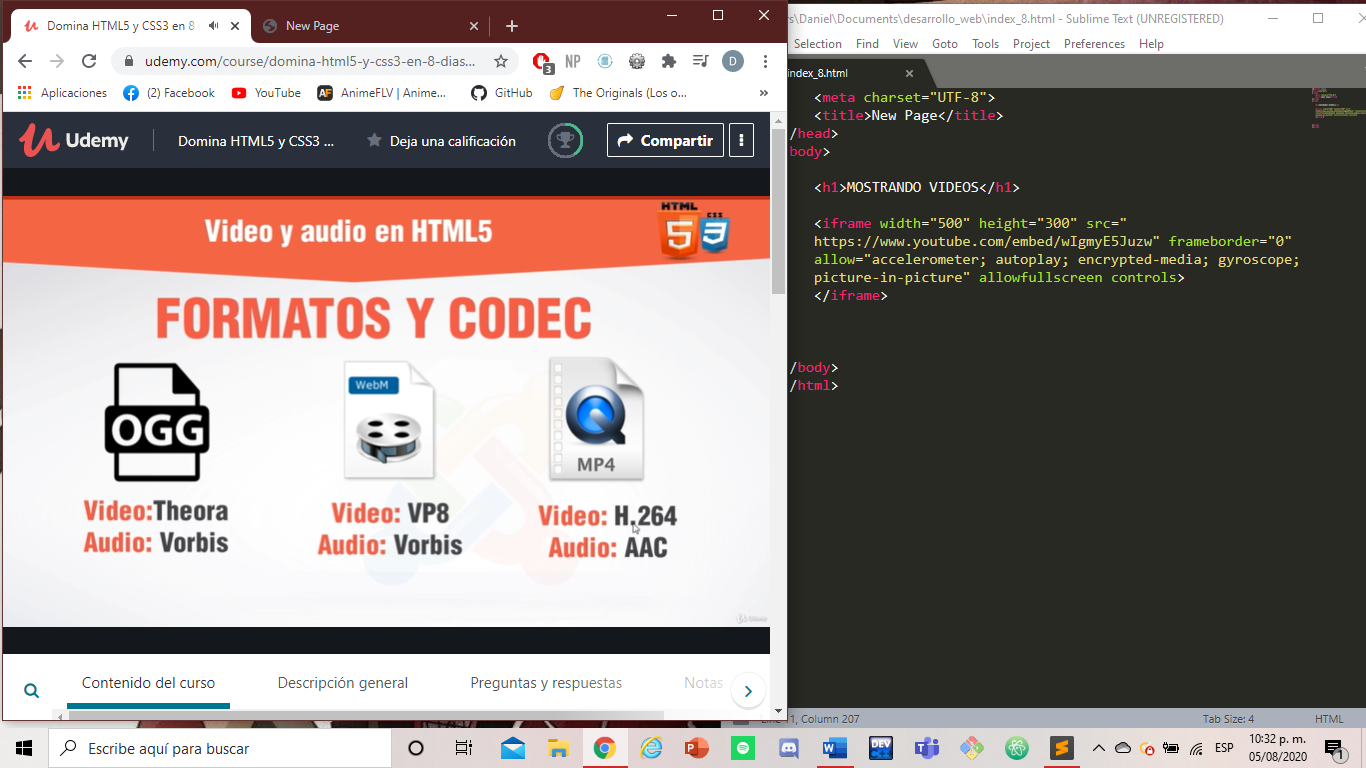 Domina HTML5 y CSS3 en 8
New Page
udemy.com/course/domina-html5-y-css3-en-8-dias...
3
NP
D
Aplicaciones
(2) Facebook
YouTube
AnimeFLV | Anime...
GitHub
The Originals (Los o...
»
Udemy
Domina HTML5 y CSS3 ...
Deja una calificación
Compartir
Video y audio en HTML5
HTML
5
CSS
3
FORMATOS Y CODEC
OGG
WebM
MP4
Video:Theora
Audio: Vorbis
Video: VP8
Audio: Vorbis
Video: H.264
Audio: AAC
Contenido del curso
Descripción general
Preguntas y respuestas
Notas
rs\Daniel\Documents\desarrollo_web\index_8.html - Sublime Text (UNREGISTERED)
Selection Find View Goto Tools Project Preferences Help
index_8.html
<meta charset="UTF-8">
<title>New Page</title>
/head>
body>
<h1>MOSTRANDO VIDEOS</h1>
<iframe width="500" height="300" src="
https://www.youtube.com/embed/wIgmyE5Juzw" frameborder="0"
allow="accelerometer; autoplay; encrypted-media; gyroscope;
picture-in-picture" allowfullscreen controls>
</iframe>
/body>
/html>
1, Column 207
Tab Size: 4
HTML
Escribe aquí para buscar
DEV
ESP
10:32 p. m.
05/08/2020
1